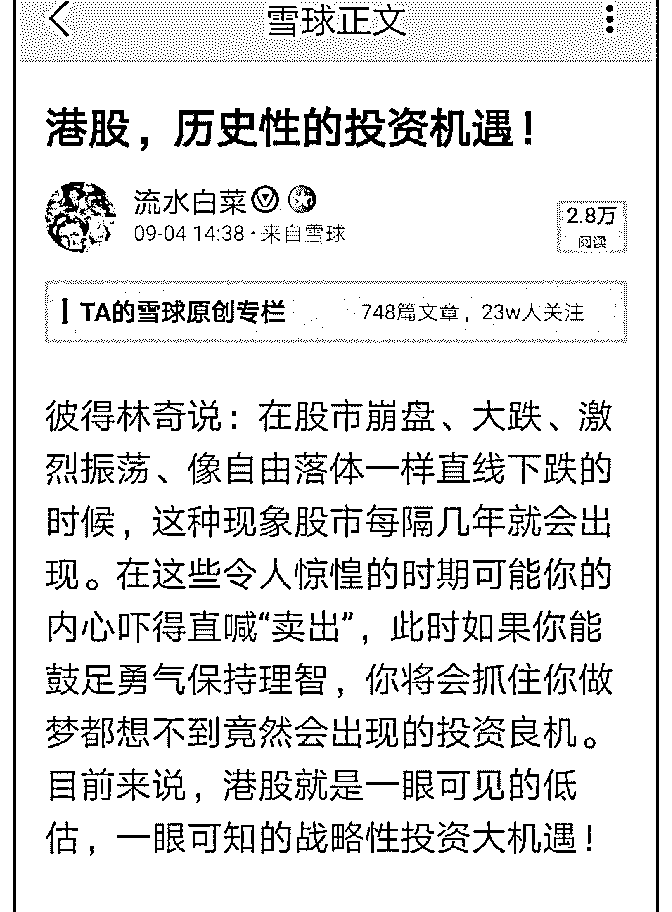 雪球正文
港股，历史性的投资机遇！
流水白菜
09-04 14:38 · 来自雪球
2.8万
阅读
TA的雪球原创专栏 748篇文章，23w人关注
彼得林奇说：在股市崩盘、大跌、激
烈振荡、像自由落体一样直线下跌的
时候，这种现象股市每隔几年就会出
现。在这些令人惊惶的时期可能你的
内心吓得直喊“卖出”，此时如果你能
鼓足勇气保持理智，你将会抓住你做
梦都想不到竟然会出现的投资良机。
目前来说，港股就是一眼可见的低
估，一眼可知的战略性投资大机遇！